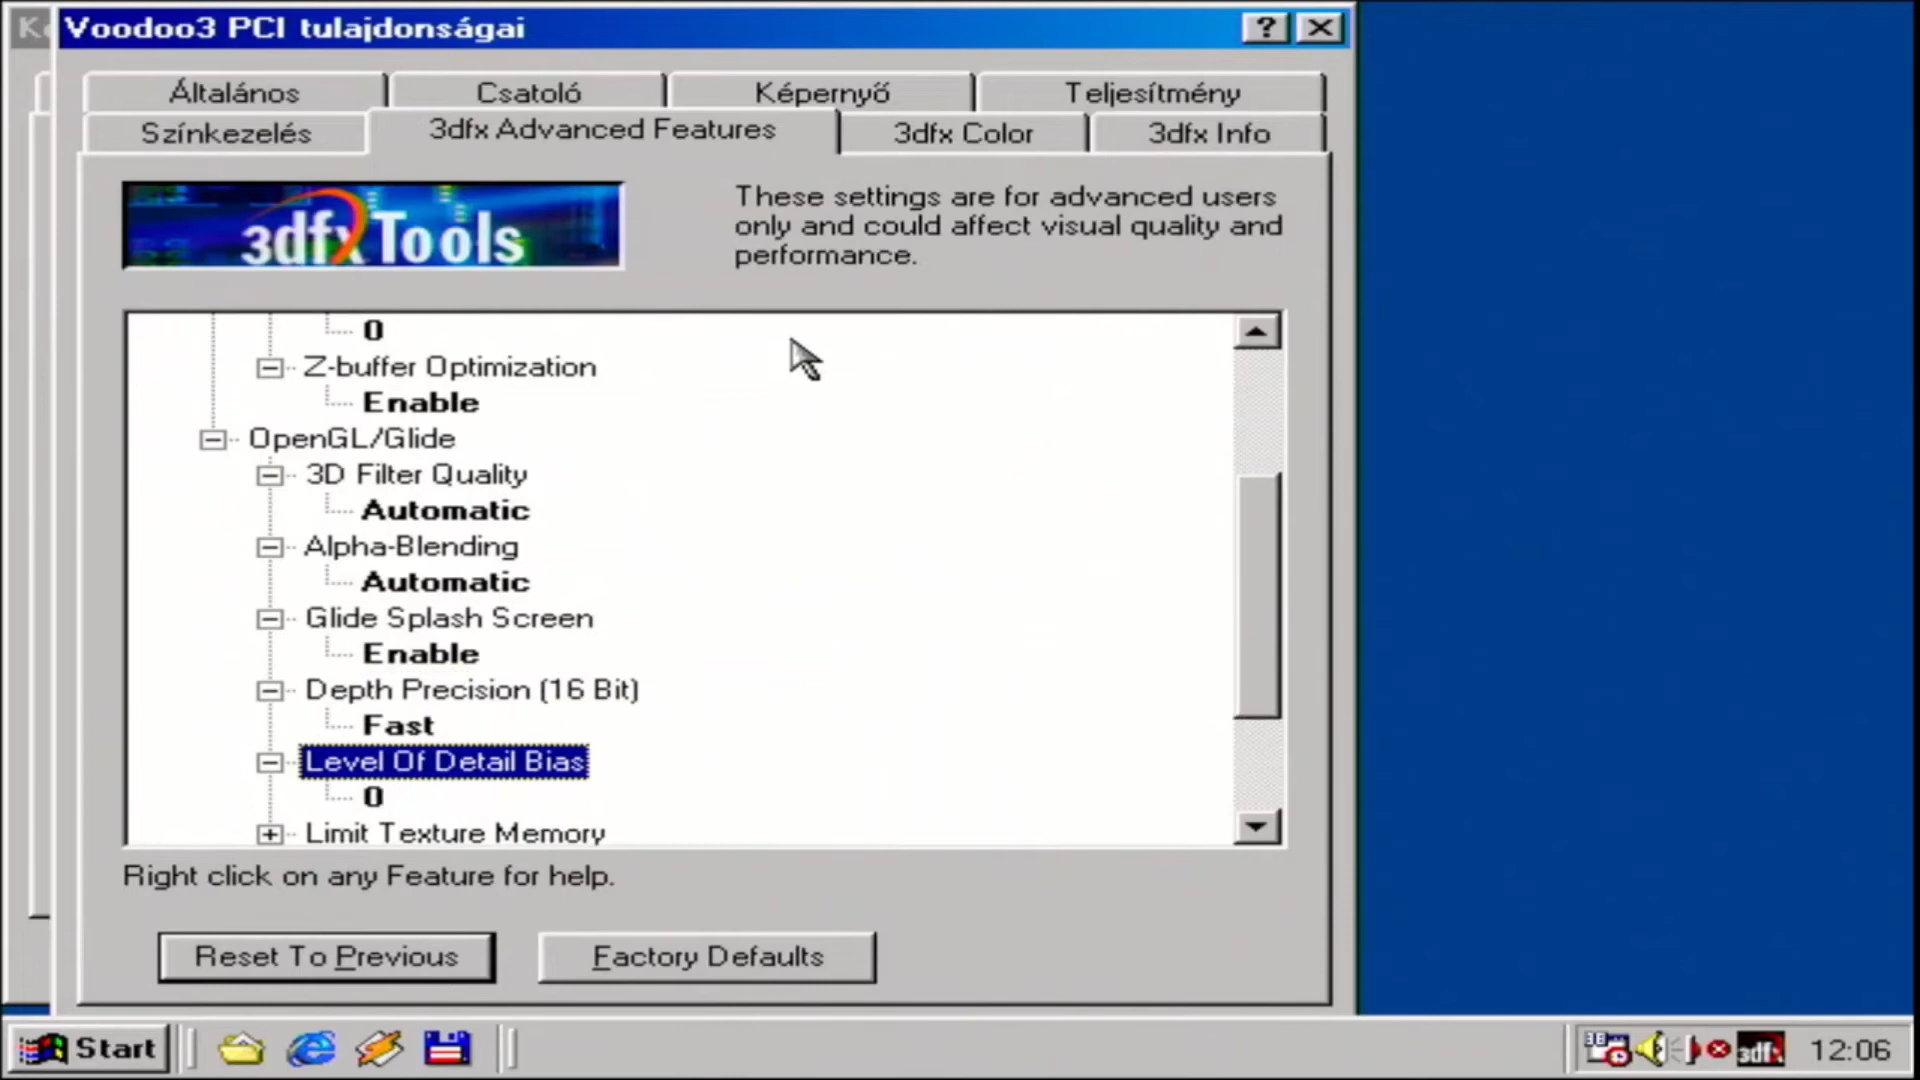 Voodoo3 PCI tulajdonságai
Általános
Csatoló
Képernyő
Teljesítmény
Színkezelés
3dfx Advanced Features
3dfx Color
3dfx Info
3dfx Tools
These settings are for advanced users
only and could affect visual quality and
performance.
0
Z-buffer Optimization
Enable
OpenGL/Glide
3D Filter Quality
Automatic
Alpha-Blending
Automatic
Glide Splash Screen
Enable
Depth Precision (16 Bit)
Fast
Level Of Detail Bias
0
Limit Texture Memory
Right click on any Feature for help.
Reset To Previous
Factory Defaults
Start
3dfx
12:06